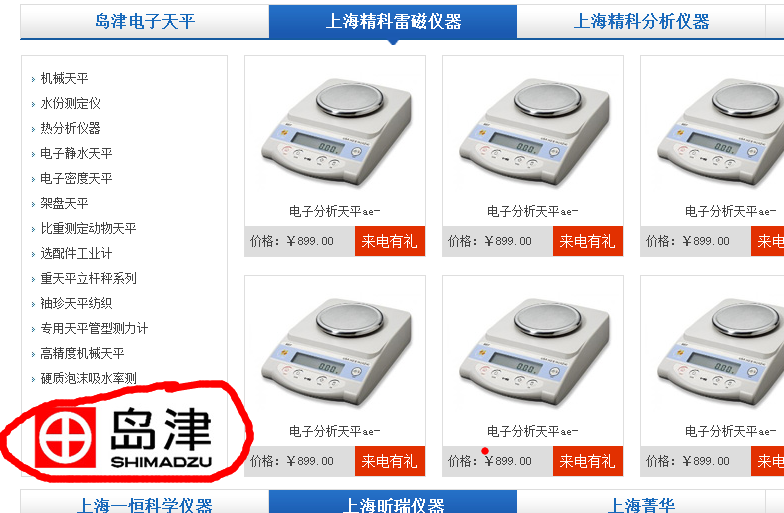 岛津电子天平
上海精科雷磁仪器
上海精科分析仪器
机械天平
水份测定仪
热分析仪器
电子静水天平
电子密度天平
架盘天平
比重测定动物天平
选配件工业计
重天平立杆秤系列
袖珍天平纺织
专用天平管型测力计
高精度机械天平
硬质泡沫吸水率测
岛津
SHIMADZU
电子分析天平ae-
电子分析天平ae-
电子分析天平ae-
价格：￥899.00 来电有礼
价格：￥899.00 来电有礼
价格：￥899.00 来电
电子分析天平ae-
电子分析天平ae-
电子分析天平ae-
价格：￥899.00 来电有礼
价格：￥899.00 来电有礼
价格：￥899.00 来电
上海一恒科学仪器
上海昕瑞仪器
上海菁华